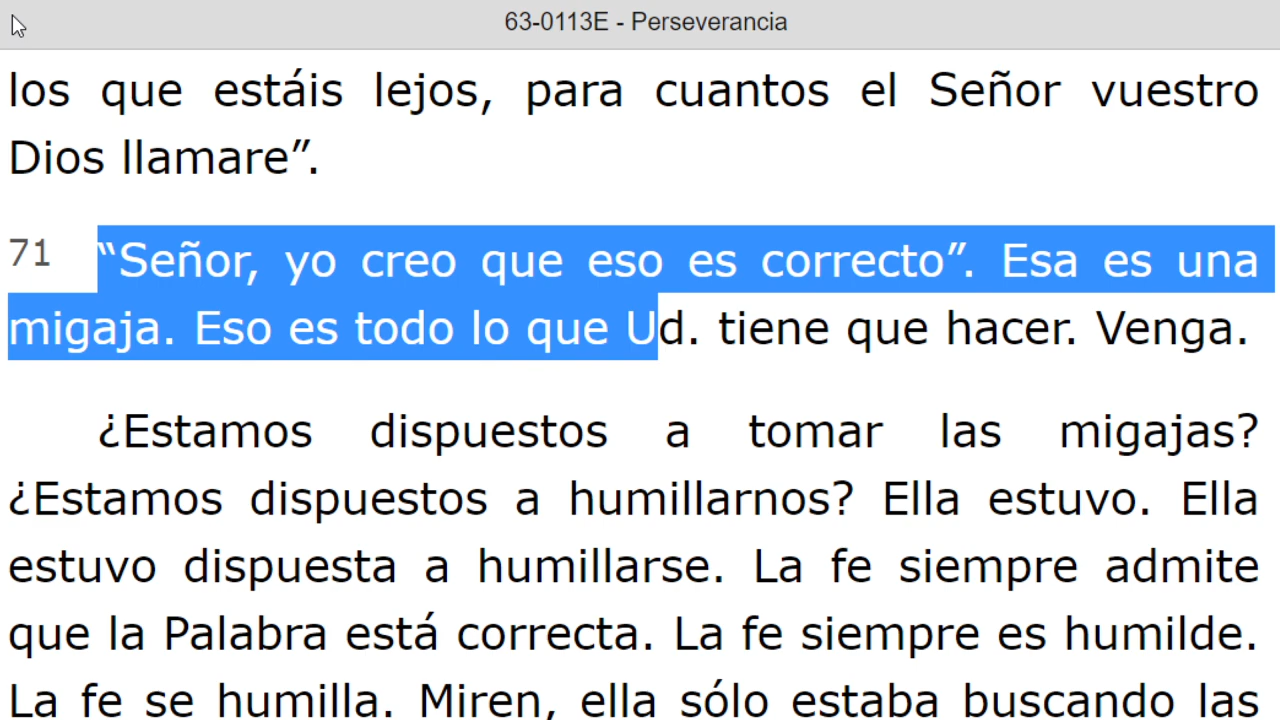 63-0113E - Perseverancia
los que estáis lejos, para cuantos el Señor vuestro
Dios llamare”.
71 “Señor, yo creo que eso es correcto”. Esa es una
migaja. Eso es todo lo que Ud. tiene que hacer. Venga.
¿Estamos dispuestos a tomar las migajas?
¿Estamos dispuestos a humillarnos? Ella estuvo. Ella
estuvo dispuesta a humillarse. La fe siempre admite
que la Palabra está correcta. La fe siempre es humilde.
La fe se humilla. Miren, ella sólo estaba buscando las